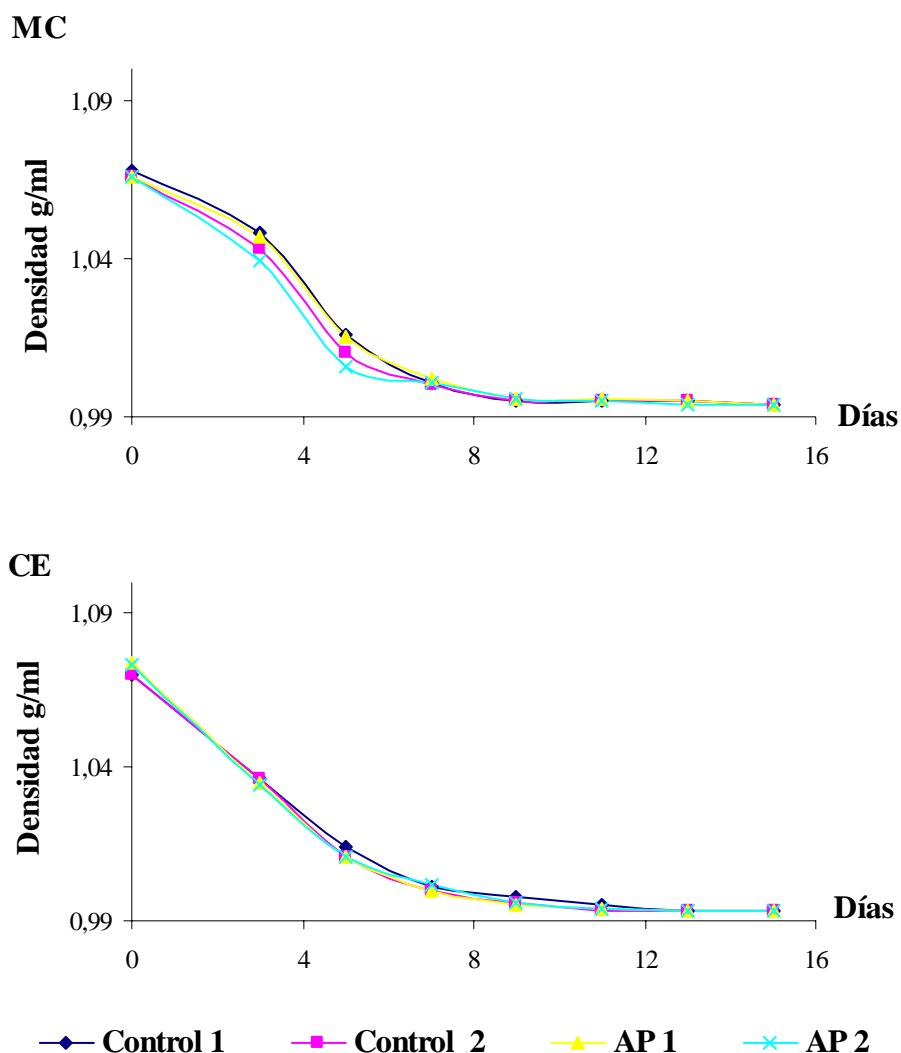 MC
1,09
1,04
0,99
Densidad g/ml
0 4 8 12 16
Días
CE
1,09
1,04
0,99
Densidad g/ml
0 4 8 12 16
Días
Control 1 Control 2 AP 1 AP 2